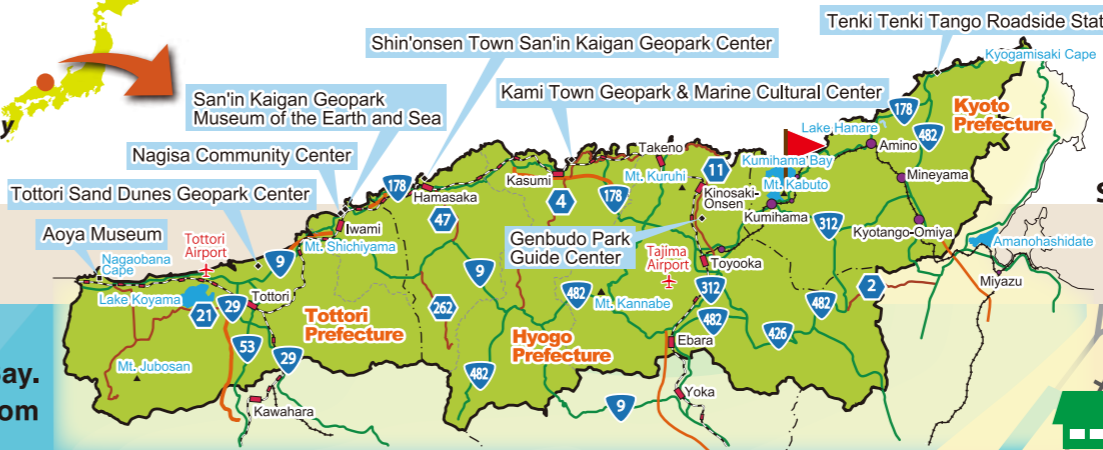 Tenki Tenki Tango Roadside Stat
Kyogamisaki Cape
Shin'onsen Town San'in Kaigan Geopark Center
San'in Kaigan Geopark
Museum of the Earth and Sea
Kami Town Geopark & Marine Cultural Center
178
Kyoto
Prefecture
482
Lake Hanare
Amino
y
Nagisa Community Center
Takeno
Kumihama Bay
11
Mt. Kuruhi
Mineyama
Tottori Sand Dunes Geopark Center
178
Hamasaka
Kasumi
4
178
Kinosaki-
Onsen
Mt. Kabuto
Kumihama
47
Iwami
312
Kyotango-Omiya
S
Aoya Museum
Tottori
Airport
Mt. Shichiyama
Genbudo Park
Guide Center
Tajima
Airport
Amanohashidate
Nagaobana
Cape
9
9
Toyooka
Miyazu
Lake Koyama
21
29
Tottori
482
Mt. Kannabe
312
482
2
262
Tottori
Prefecture
Hyogo
Prefecture
482
426
53
Ebara
Mt. Jubosan
29
482
ay.
om
Kawahara
9
Yoka